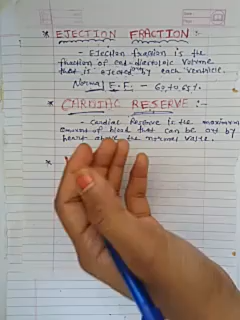 * EJECTION FRACTION :-
- Ejection fraction is the
fraction of end-diastolic volume
that is ejected by each ventricle.
Normal E.F. - 60 to 65%.
* CARDIAC RESERVE :-
- Cardiac Reserve is the maximum
amount of blood that can be
heart above the normal value.
*